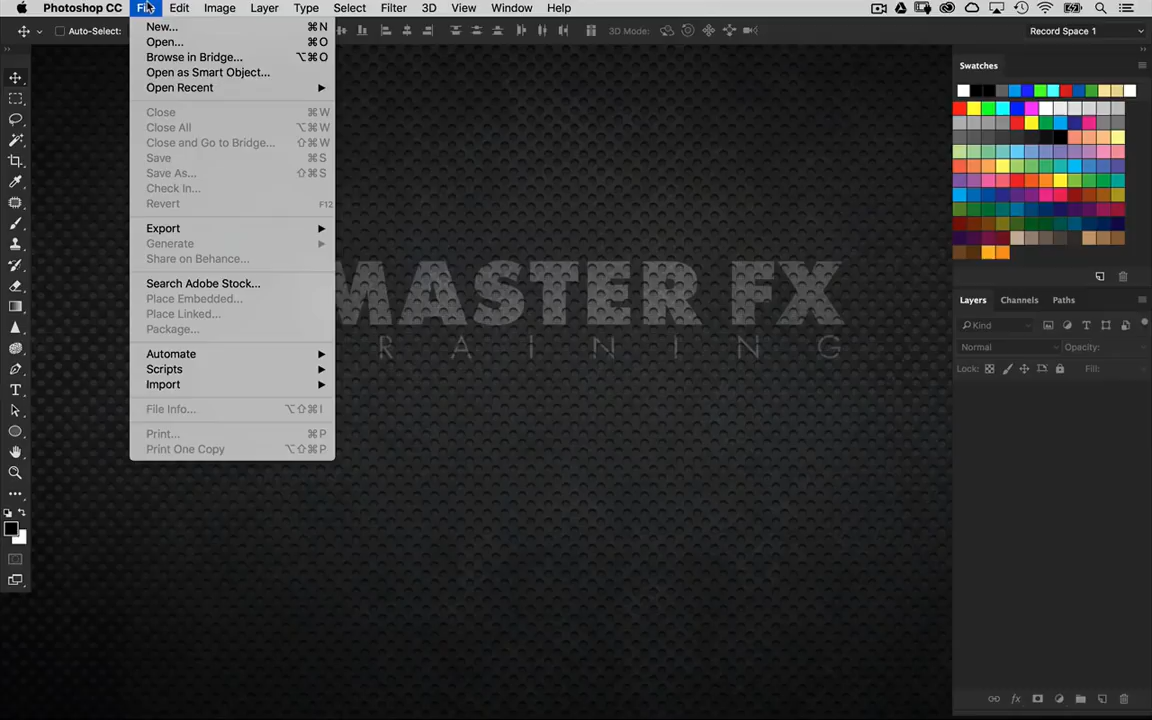 Photoshop CC File Edit Image Layer Type Select Filter 3D View Window Help
Auto-Select: 3D Mode: Record Space 1
New... ⌘N
Open... ⌘O
Browse in Bridge... ⌥⌘O
Open as Smart Object...
Open Recent
Close ⌘W
Close All ⌥⌘W
Close and Go to Bridge... ⇧⌘W
Save ⌘S
Save As... ⇧⌘S
Check In...
Revert F12
Export
Generate
Share on Behance...
Search Adobe Stock...
Place Embedded...
Place Linked...
Package...
Automate
Scripts
Import
File Info... ⌥⇧⌘I
Print... ⌘P
Print One Copy ⌥⇧⌘P
MASTER FX
RAINING
Swatches
Layers Channels Paths
Kind
Normal Opacity:
Lock: Fill: